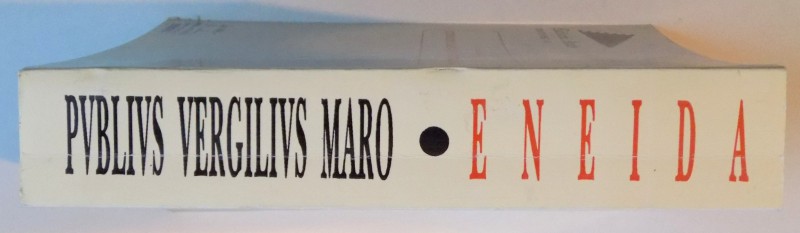 PVBLIVS VERGILIVS MARO ● ENEIDA